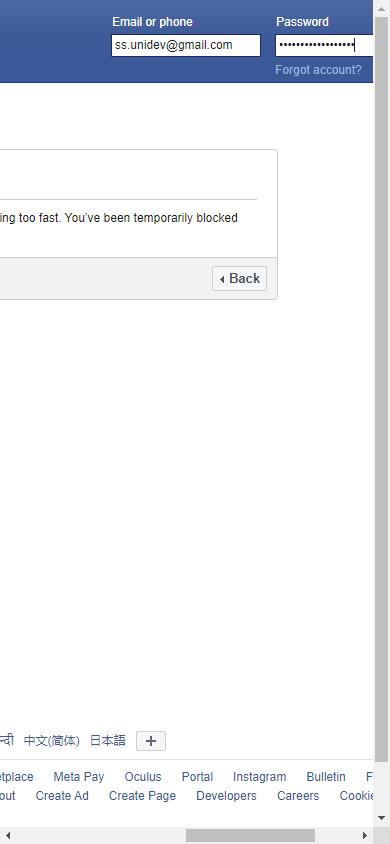 Email or phone Password
ss.unidev@gmail.com ••••••••••••••••••
Forgot account?
ing too fast. You've been temporarily blocked
Back
न्दी 中文(简体) 日本語
etplace Meta Pay Oculus Portal Instagram Bulletin F
out Create Ad Create Page Developers Careers Cookie